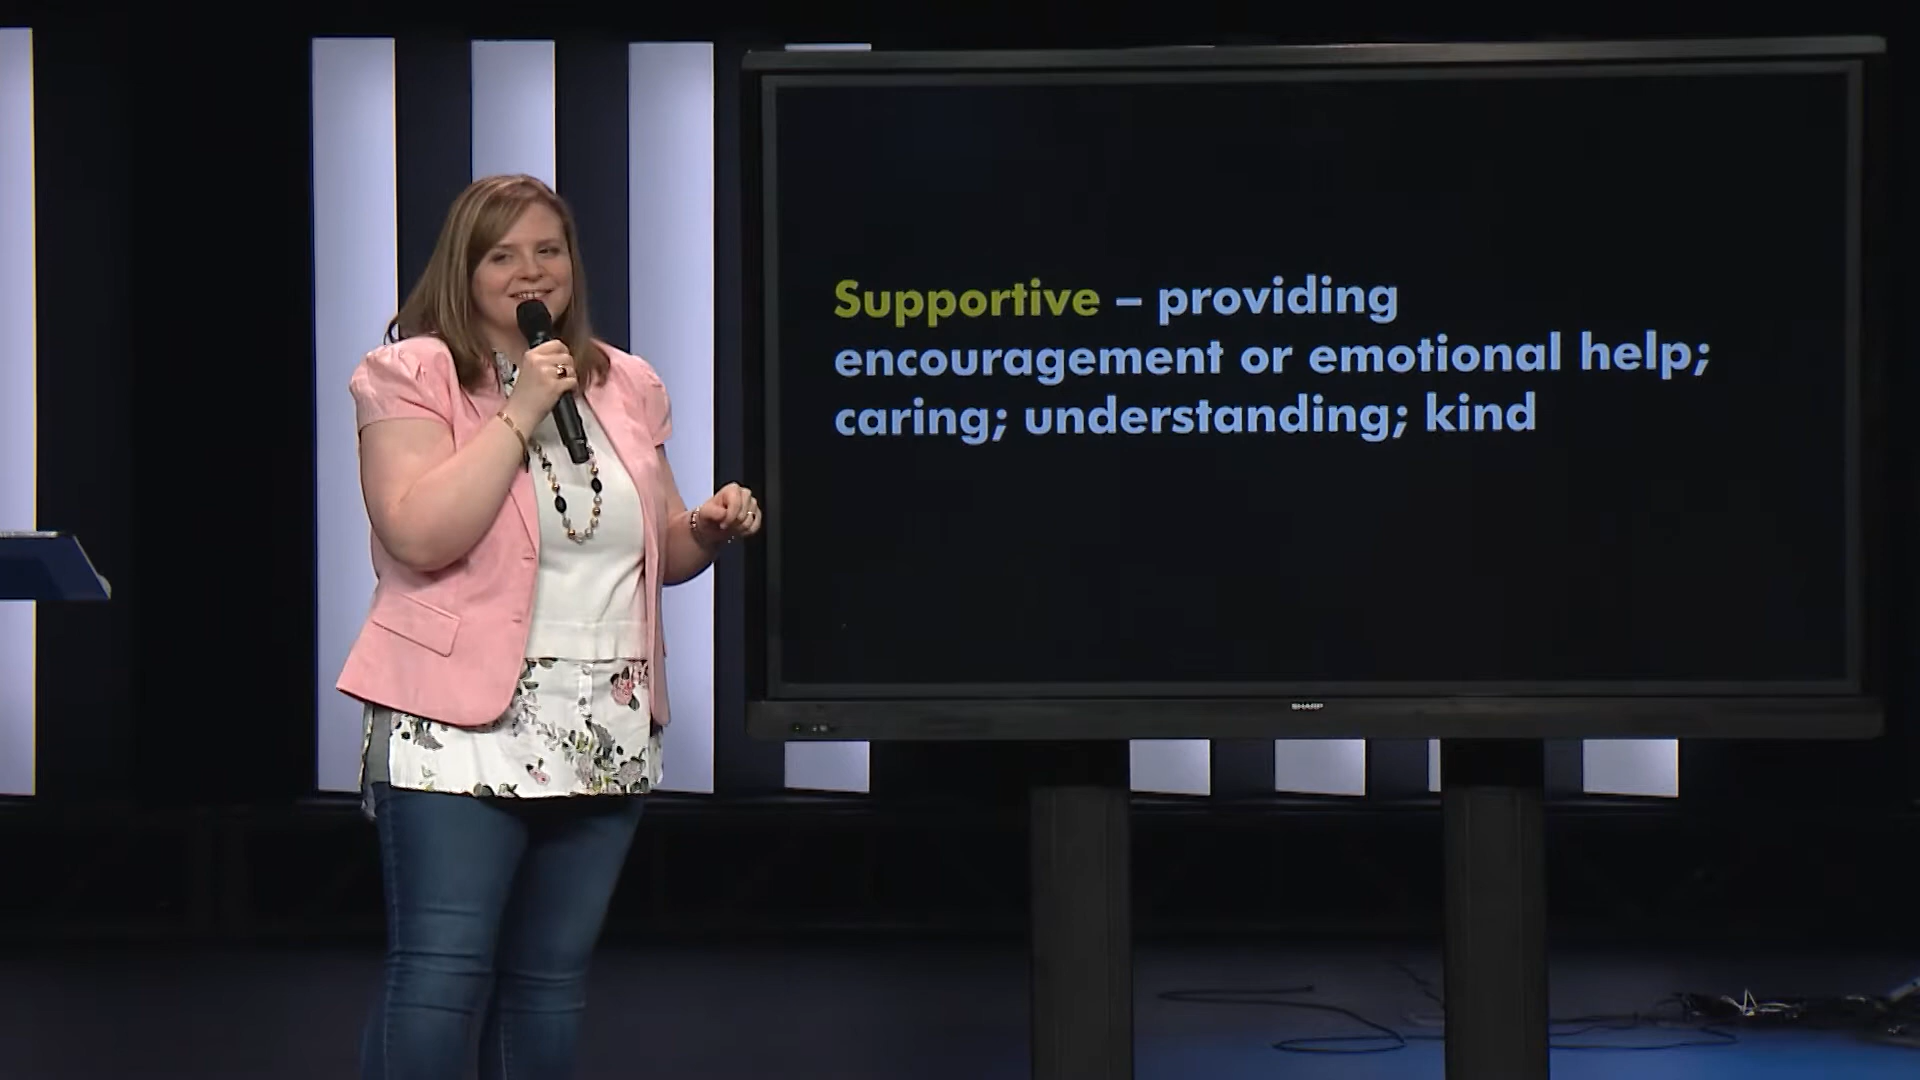 Supportive – providing
encouragement or emotional help;
caring; understanding; kind
SHARP